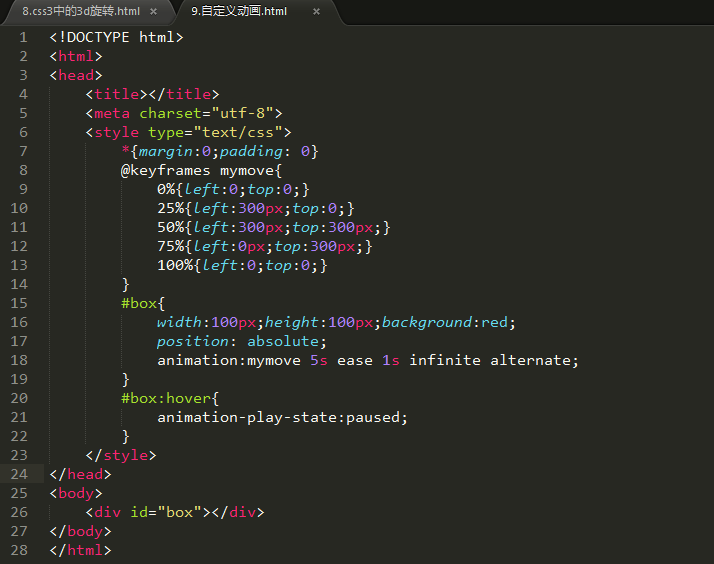 8.css3中的3d旋转.html × 9.自定义动画.html ×
1 <!DOCTYPE html>
2 <html>
3 <head>
4 <title></title>
5 <meta charset="utf-8">
6 <style type="text/css">
7 *{margin:0;padding: 0}
8 @keyframes mymove{
9 0%{left:0;top:0;}
10 25%{left:300px;top:0;}
11 50%{left:300px;top:300px;}
12 75%{left:0px;top:300px;}
13 100%{left:0;top:0;}
14 }
15 #box{
16 width:100px;height:100px;background:red;
17 position: absolute;
18 animation:mymove 5s ease 1s infinite alternate;
19 }
20 #box:hover{
21 animation-play-state:paused;
22 }
23 </style>
24 </head>
25 <body>
26 <div id="box"></div>
27 </body>
28 </html>